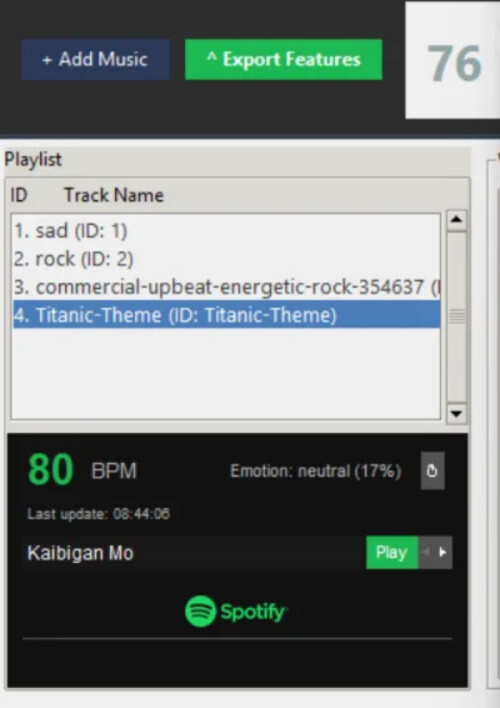 + Add Music
^ Export Features
76
Playlist
ID Track Name
1. sad (ID: 1)
2. rock (ID: 2)
3. commercial-upbeat-energetic-rock-354637 (I
4. Titanic-Theme (ID: Titanic-Theme)
80 BPM Emotion: neutral (17%)
Last update: 08:44:06
Kaibigan Mo Play
Spotify